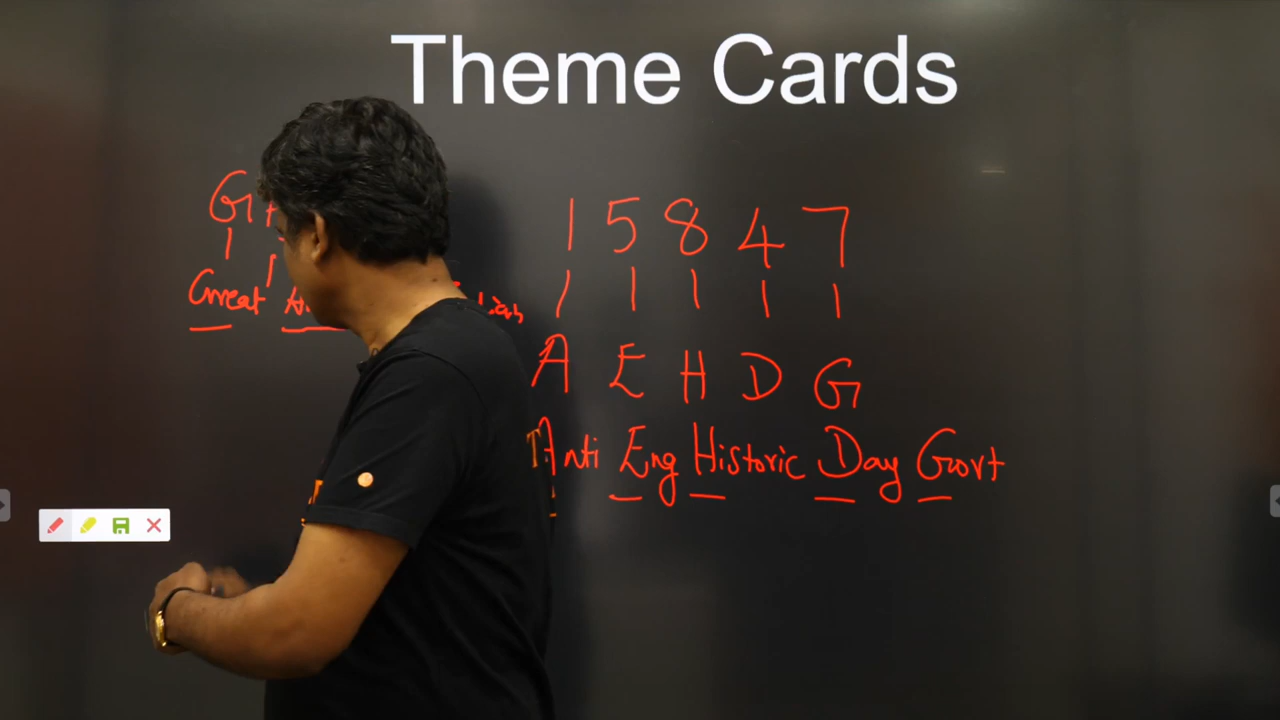 Theme Cards
G 1 5 8 4 7
Great
A E H D G
Anti Eng Historic Day Govt